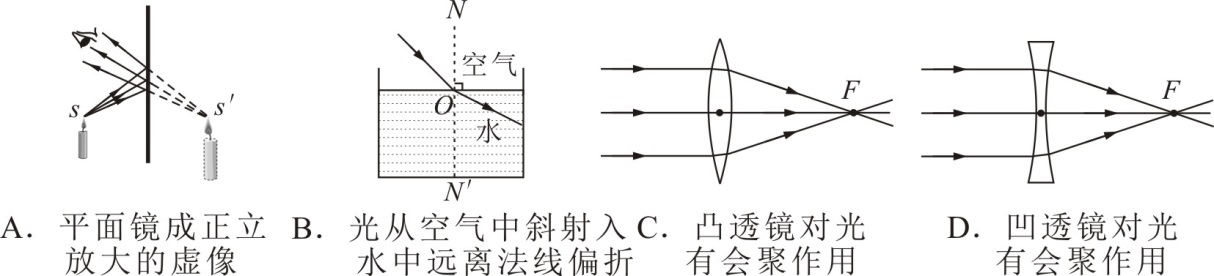 N
空气
S S′
O
水
N′
F
F
A．平面镜成正立 B．光从空气中斜射入 C．凸透镜对光 D．凹透镜对光
放大的虚像 水中远离法线偏折 有会聚作用 有会聚作用